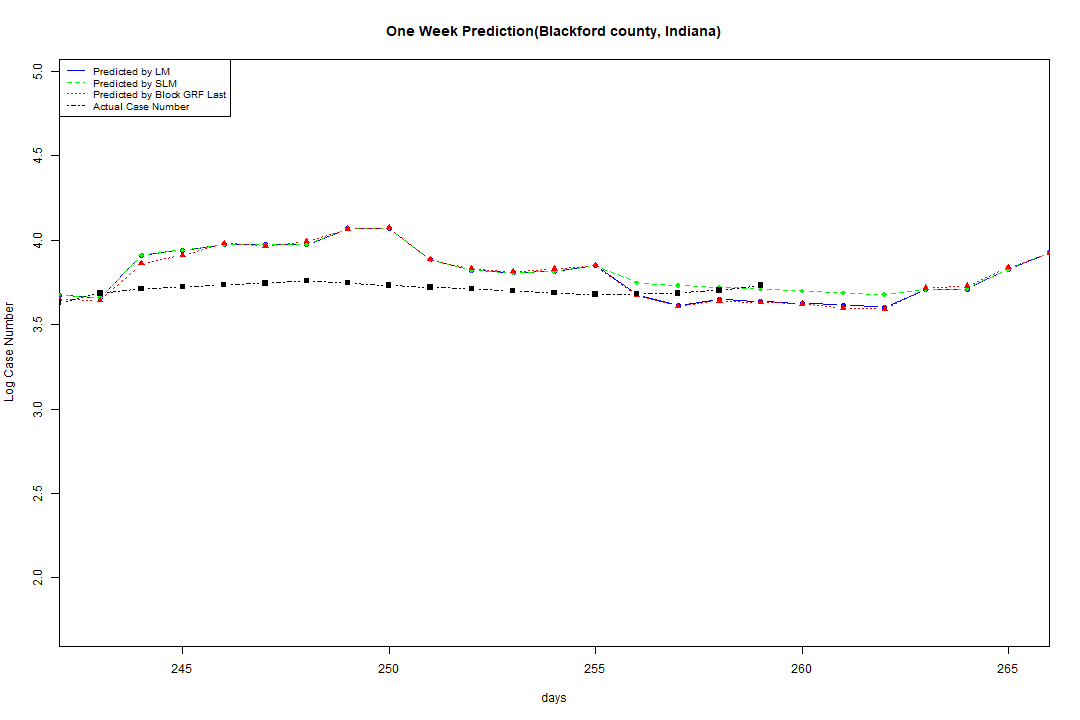 One Week Prediction(Blackford county, Indiana)
Predicted by LM
Predicted by SLM
Predicted by Block GRF Last
Actual Case Number
Log Case Number
5.0
4.5
4.0
3.5
3.0
2.5
2.0
245 250 255 260 265
days